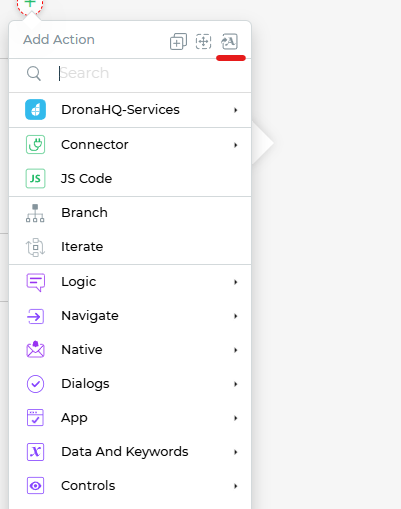 Add Action
A
Search
DronaHQ-Services
Connector
JS JS Code
Branch
Iterate
Logic
Navigate
Native
Dialogs
App
x Data And Keywords
Controls